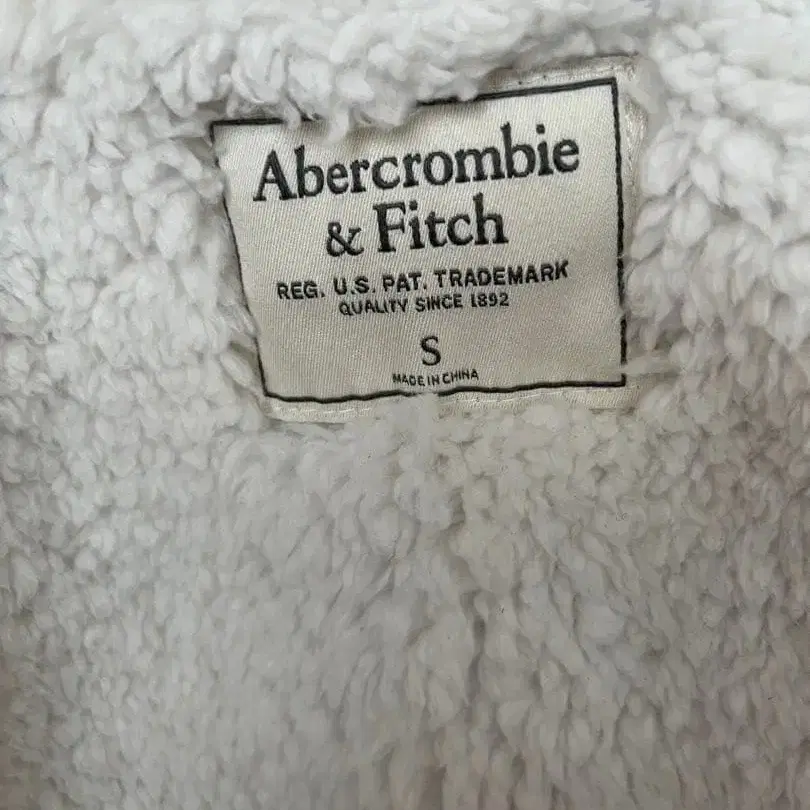 Abercrombie
& Fitch
REG. U.S. PAT. TRADEMARK
QUALITY SINCE 1892
S
MADE IN CHINA